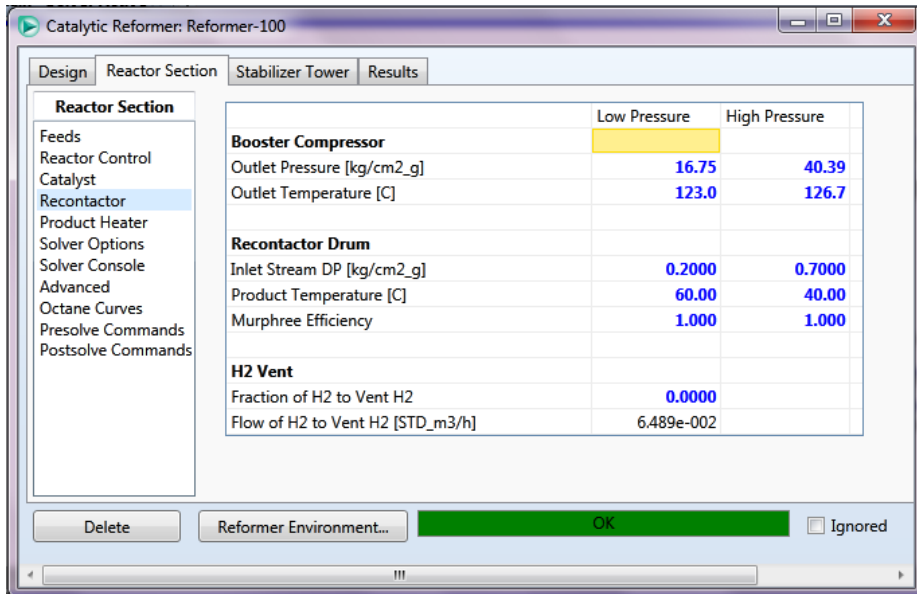 Catalytic Reformer: Reformer-100
Design Reactor Section Stabilizer Tower Results
Reactor Section
Feeds
Reactor Control
Catalyst
Recontactor
Product Heater
Solver Options
Solver Console
Advanced
Octane Curves
Presolve Commands
Postsolve Commands
Low Pressure High Pressure
Booster Compressor
Outlet Pressure [kg/cm2_g] 16.75 40.39
Outlet Temperature [C] 123.0 126.7
Recontactor Drum
Inlet Stream DP [kg/cm2_g] 0.2000 0.7000
Product Temperature [C] 60.00 40.00
Murphree Efficiency 1.000 1.000
H2 Vent
Fraction of H2 to Vent H2 0.0000
Flow of H2 to Vent H2 [STD_m3/h] 6.489e-002
Delete Reformer Environment... OK Ignored